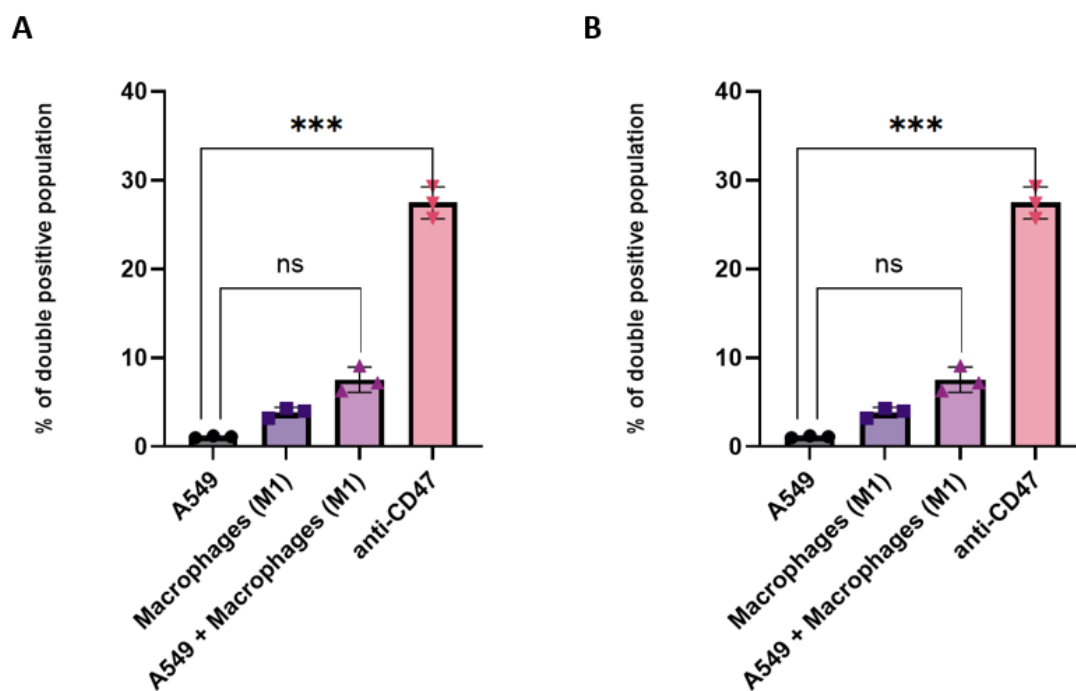 A
% of double positive population
40
30
20
10
0
***
ns
A549
Macrophages (M1)
A549 + Macrophages (M1)
anti-CD47
B
% of double positive population
40
30
20
10
0
***
ns
A549
Macrophages (M1)
A549 + Macrophages (M1)
anti-CD47